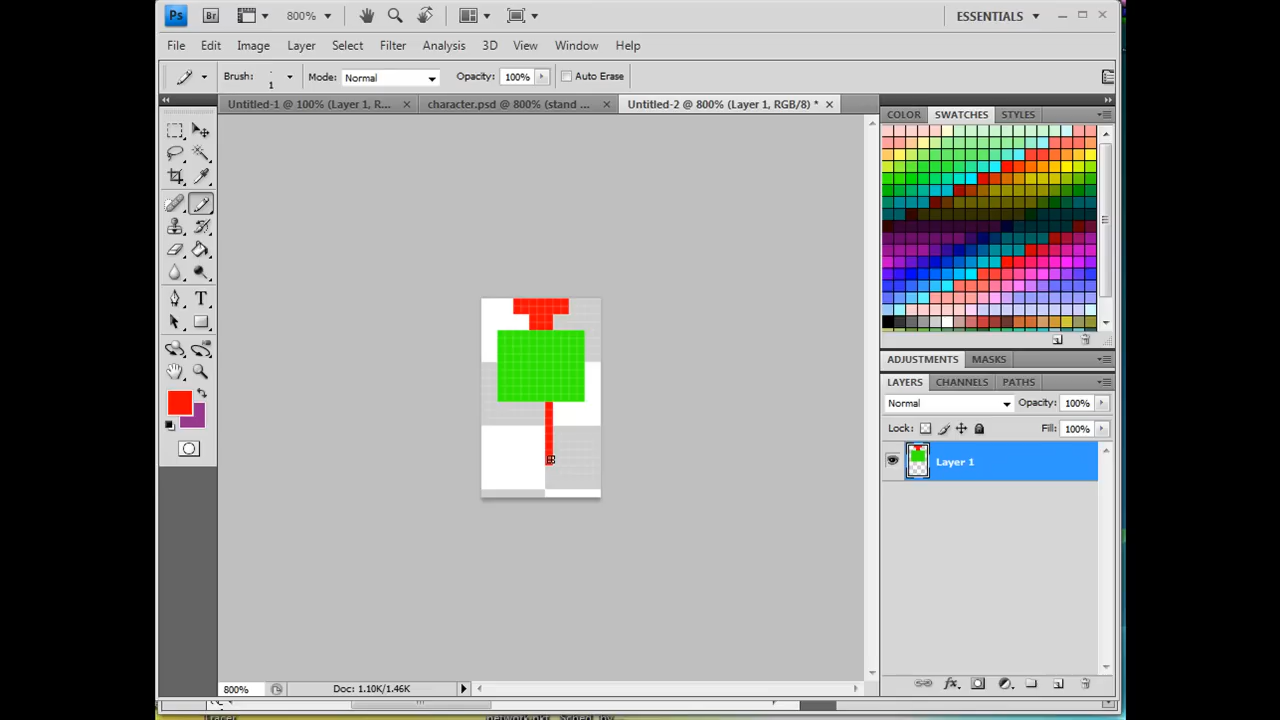 Ps Br 800% ESSENTIALS
File Edit Image Layer Select Filter Analysis 3D View Window Help
Brush: 1 Mode: Normal Opacity: 100% Auto Erase
Untitled-1 @ 100% (Layer 1, R... character.psd @ 800% (stand ... Untitled-2 @ 800% (Layer 1, RGB/8) *
COLOR SWATCHES STYLES
ADJUSTMENTS MASKS
LAYERS CHANNELS PATHS
Normal Opacity: 100%
Lock: Fill: 100%
Layer 1
800% Doc: 1.10K/1.46K